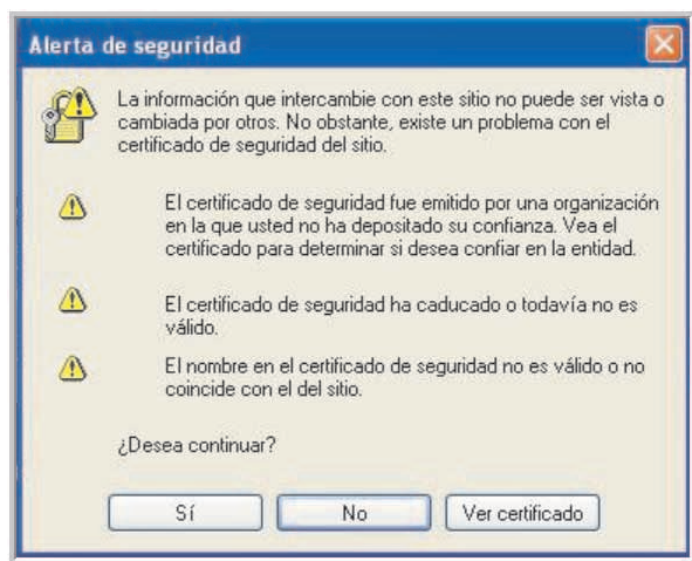 Alerta de seguridad
La información que intercambie con este sitio no puede ser vista o
cambiada por otros. No obstante, existe un problema con el
certificado de seguridad del sitio.
El certificado de seguridad fue emitido por una organización
en la que usted no ha depositado su confianza. Vea el
certificado para determinar si desea confiar en la entidad.
El certificado de seguridad ha caducado o todavía no es
válido.
El nombre en el certificado de seguridad no es válido o no
coincide con el del sitio.
¿Desea continuar?
Sí
No
Ver certificado